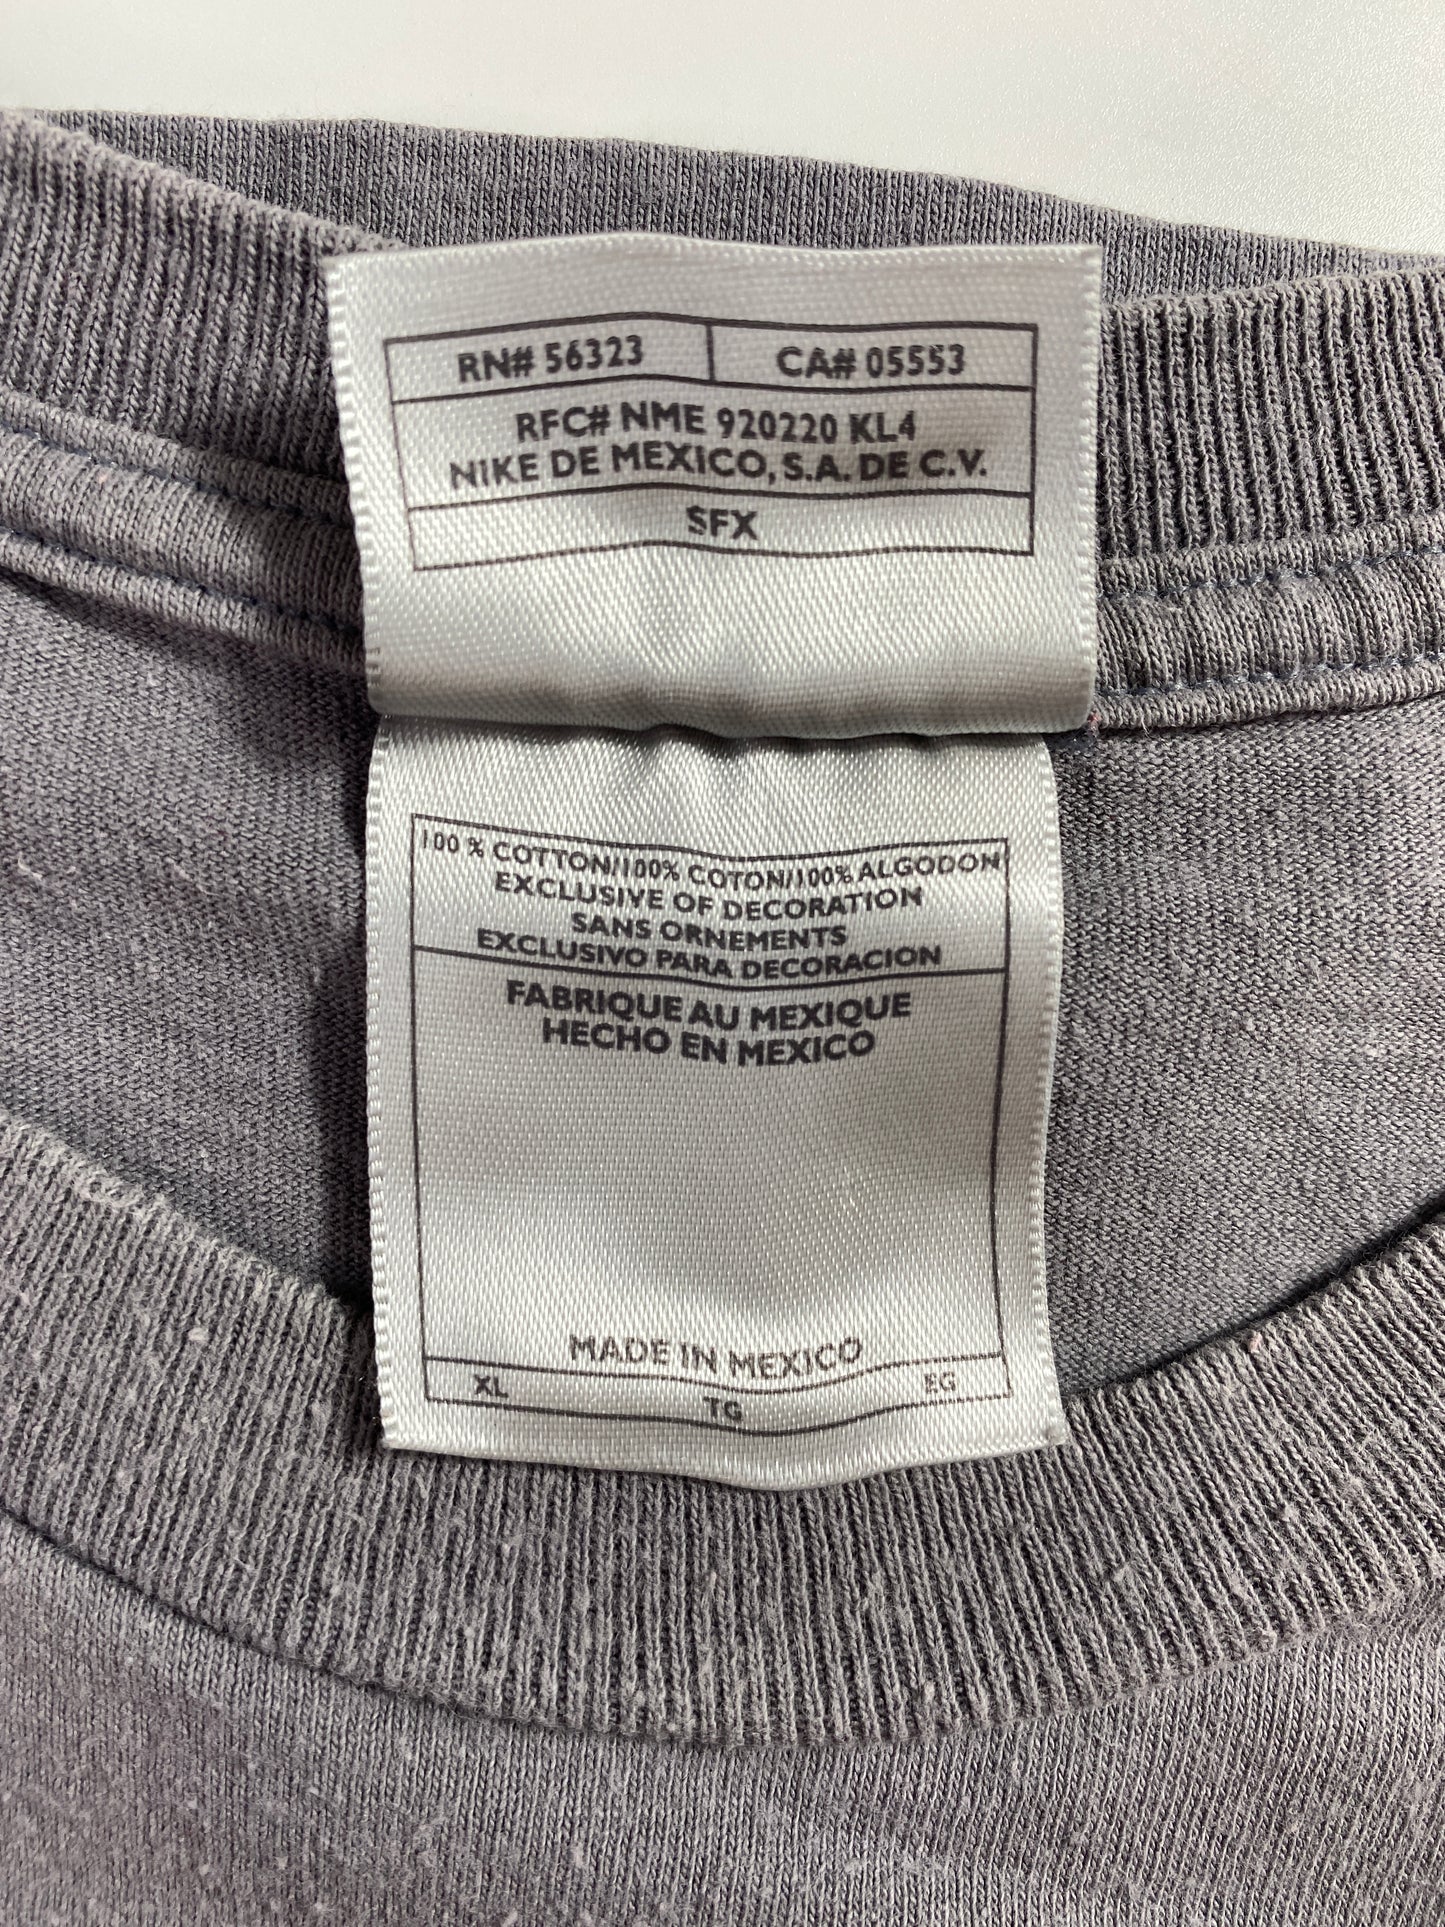 RN# 56323 CA# 05553
RFC# NME 920220 KL4
NIKE DE MEXICO, S.A. DE C.V.
SFX
100 % COTTON/100% COTON/100% ALGODON
EXCLUSIVE OF DECORATION
SANS ORNEMENTS
EXCLUSIVO PARA DECORACION
FABRIQUE AU MEXIQUE
HECHO EN MEXICO
MADE IN MEXICO
XL TG EG